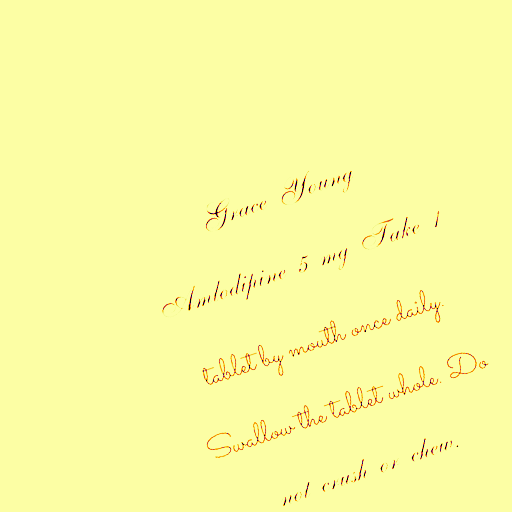 Grace Young
Amlodipine 5 mg Take 1
tablet by mouth once daily.
Swallow the tablet whole. Do
not crush or chew.